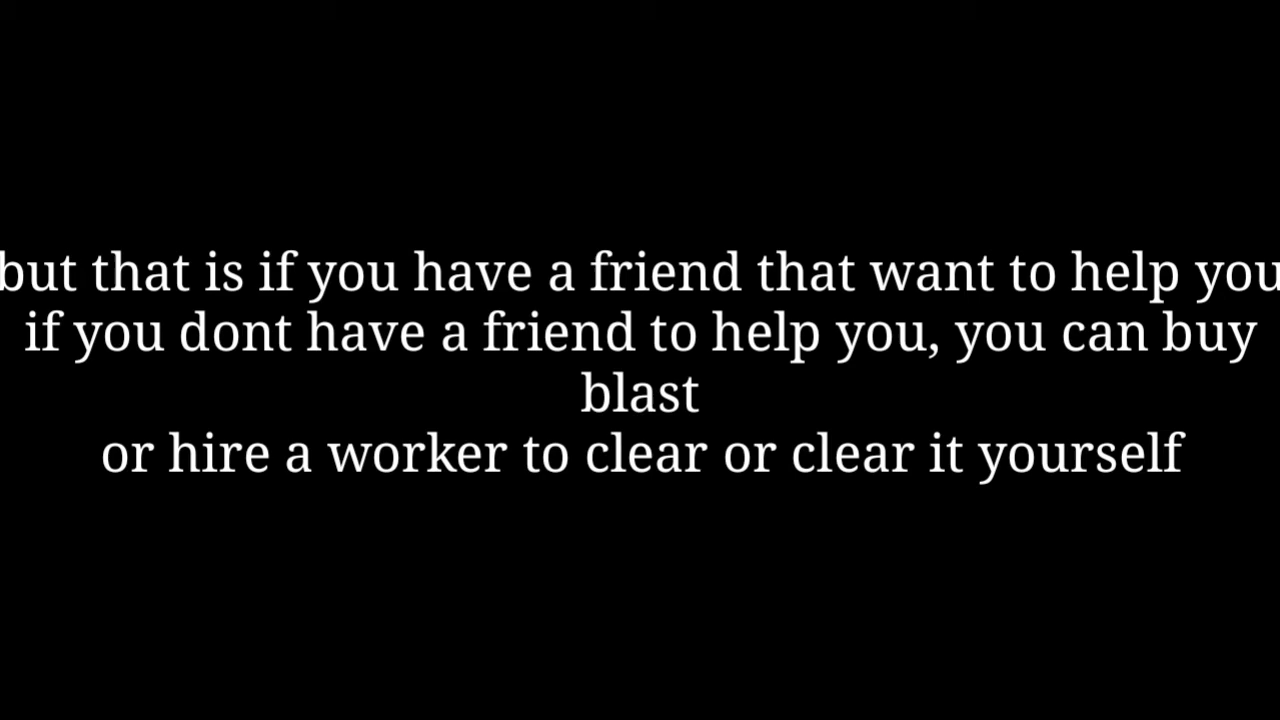 but that is if you have a friend that want to help you
if you dont have a friend to help you, you can buy
blast
or hire a worker to clear or clear it yourself